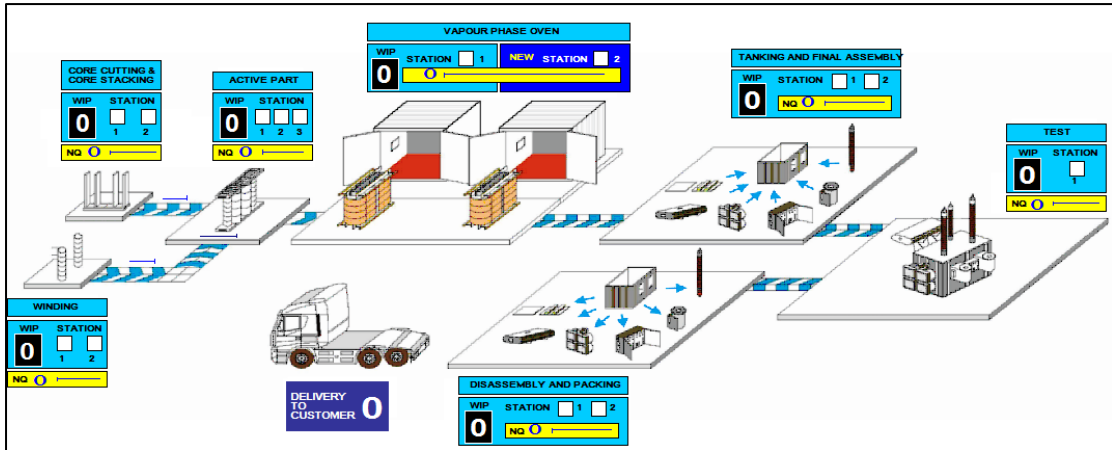 VAPOUR PHASE OVEN
WIP
STATION 1
NEW STATION 2
0
CORE CUTTING &
CORE STACKING
WIP STATION
0
1 2
NQ 0
ACTIVE PART
WIP STATION
0
1 2 3
NQ 0
TANKING AND FINAL ASSEMBLY
WIP STATION 1 2
0
NQ 0
TEST
WIP STATION
0
1
NQ 0
WINDING
WIP STATION
0
1 2
NQ 0
DELIVERY
TO
CUSTOMER 0
DISASSEMBLY AND PACKING
WIP STATION 1 2
0
NQ 0